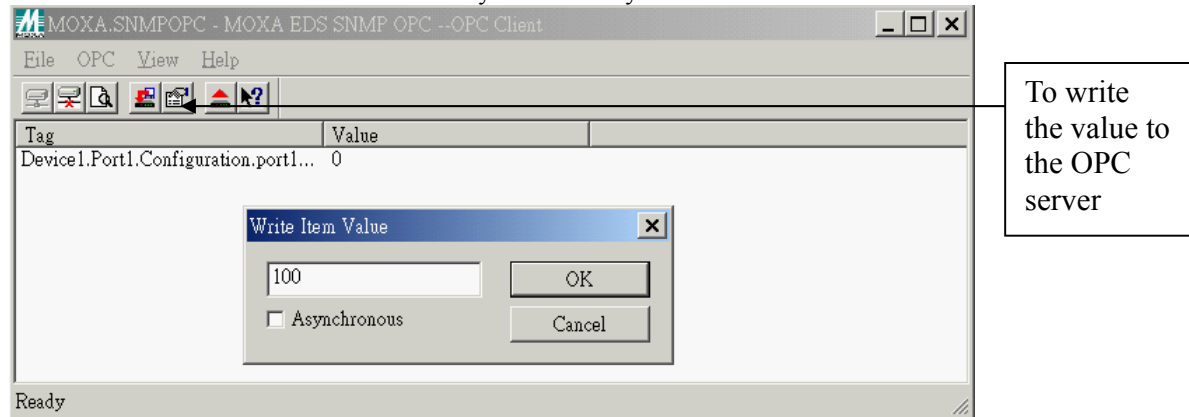 MOXA.SNMPOPC - MOXA EDS SNMP OPC --OPC Client
File OPC View Help
Tag Value
Device1.Port1.Configuration.port1... 0
Write Item Value
100
OK
Asynchronous
Cancel
Ready
To write
the value to
the OPC
server